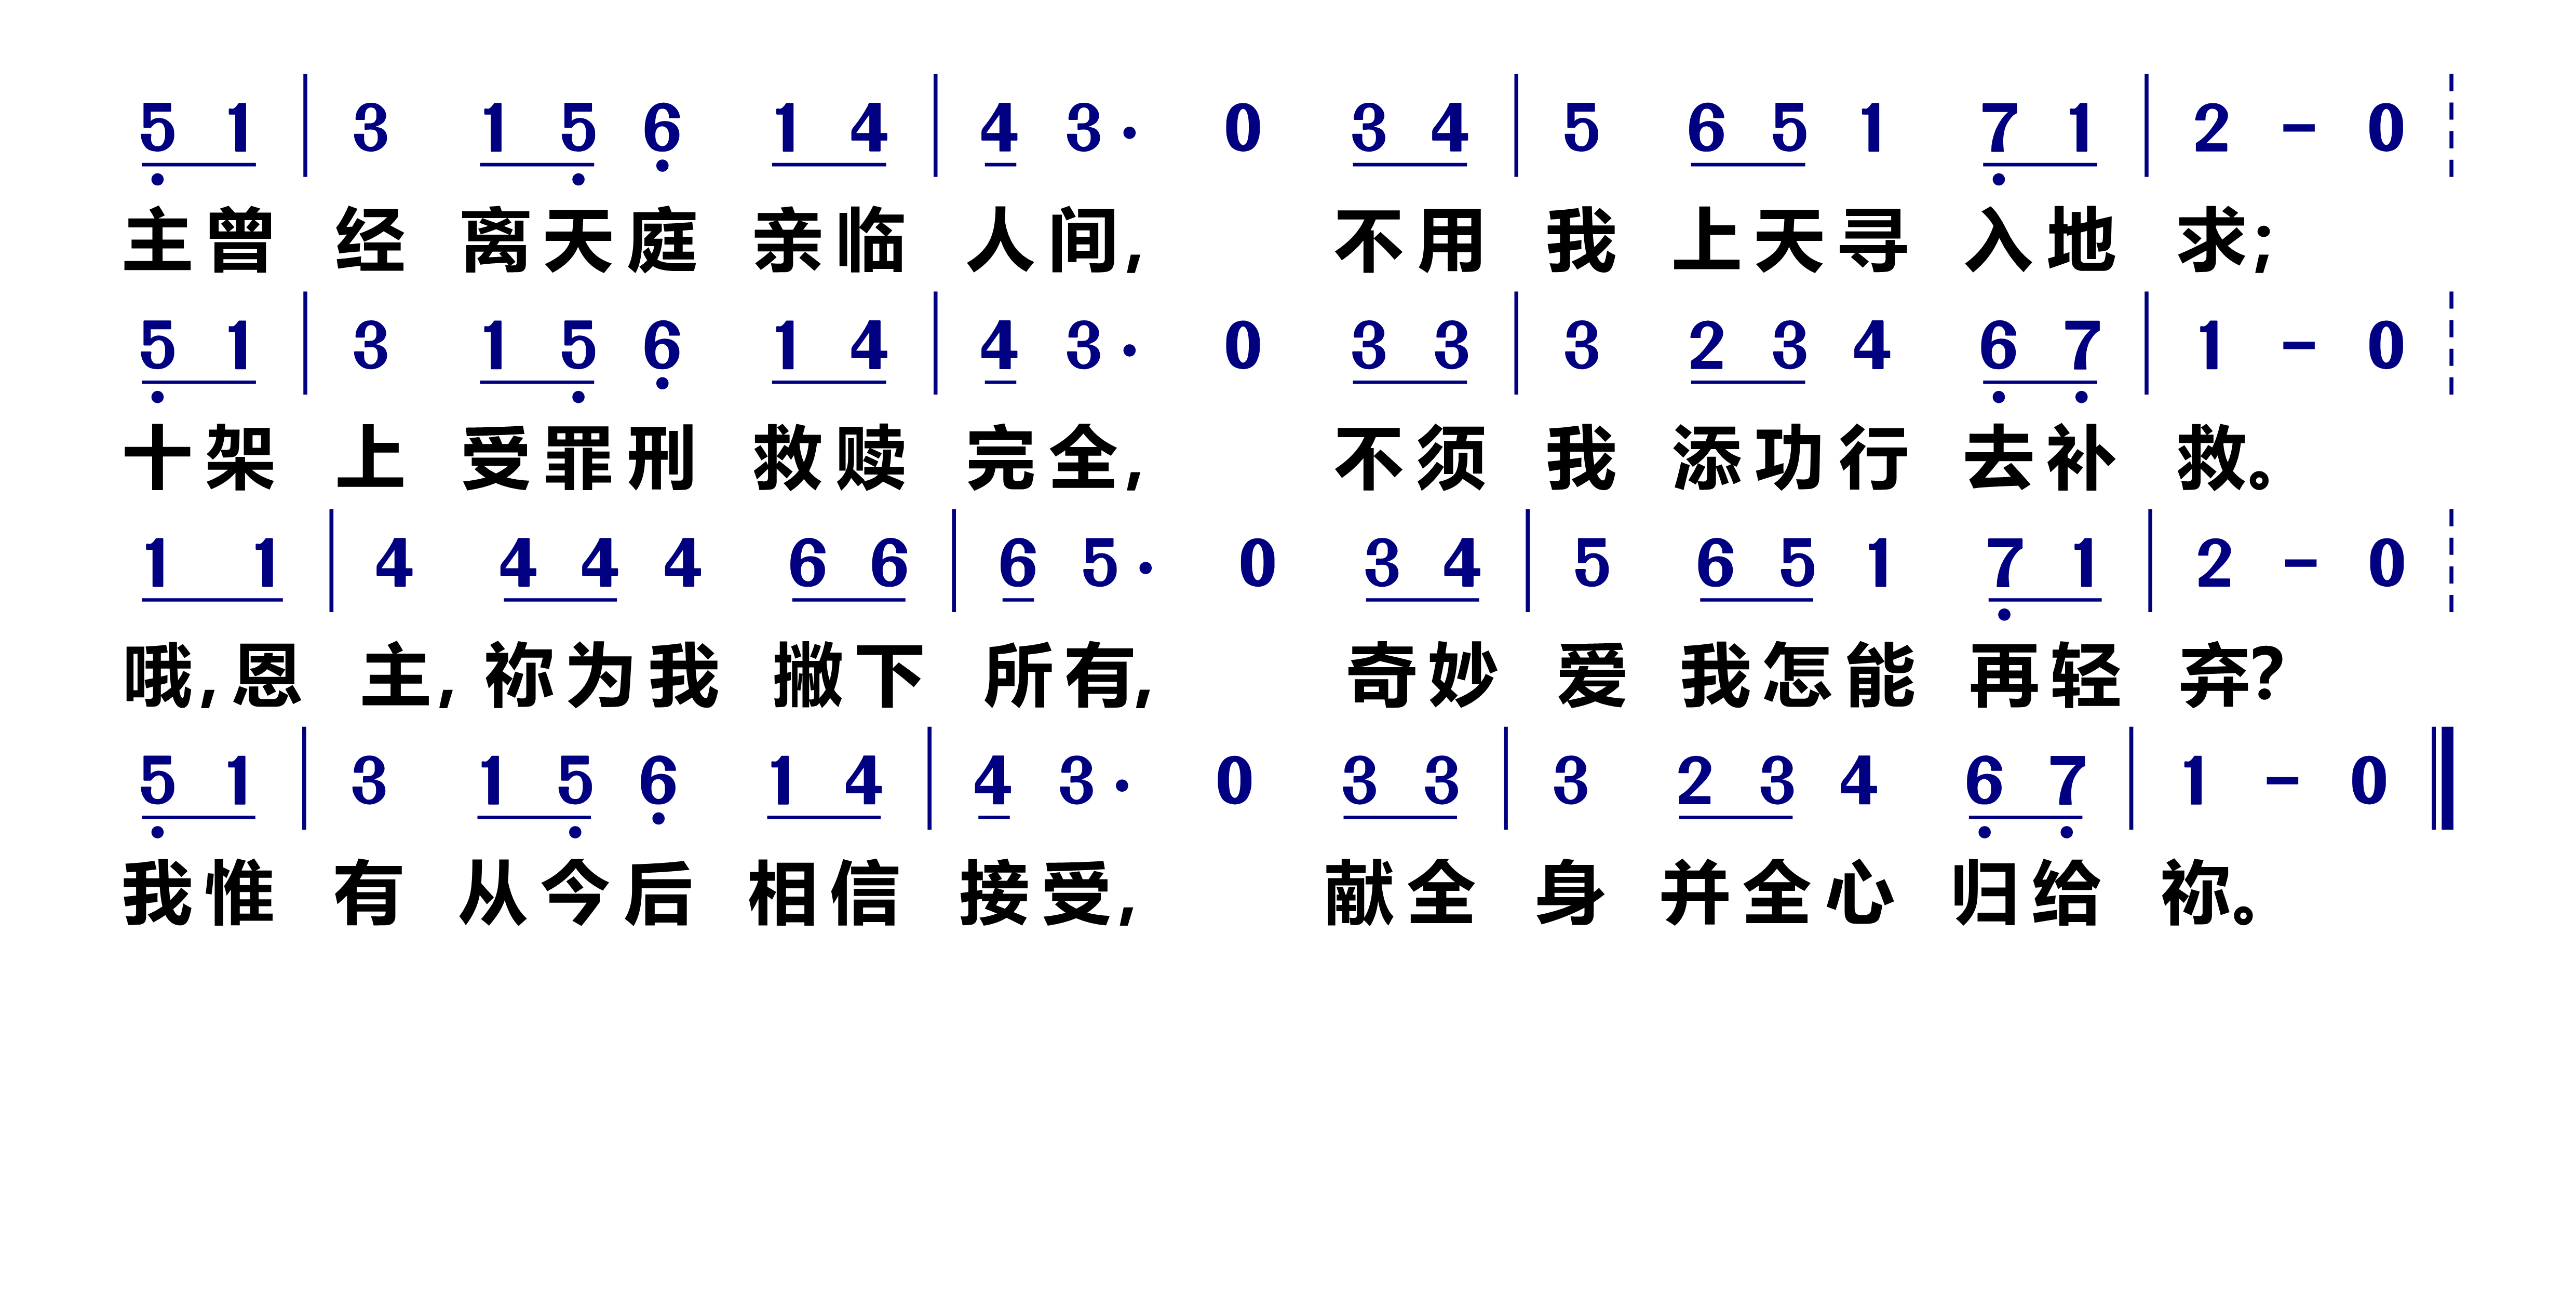 5 1 | 3 1 5 6 1 4 | 4 3 · 0 3 4 | 5 6 5 1 7 1 | 2 - 0
主曾 经 离天庭 亲临 人间, 不用 我 上天寻 入地 求;
5 1 | 3 1 5 6 1 4 | 4 3 · 0 3 3 | 3 2 3 4 6 7 | 1 - 0
十架 上 受罪刑 救赎 完全, 不须 我 添功行 去补 救。
1 1 | 4 4 4 4 6 6 | 6 5 · 0 3 4 | 5 6 5 1 7 1 | 2 - 0
哦,恩 主, 祢为我 撇下 所有, 奇妙 爱 我怎能 再轻 弃?
5 1 | 3 1 5 6 1 4 | 4 3 · 0 3 3 | 3 2 3 4 6 7 | 1 - 0
我惟 有 从今后 相信 接受, 献全 身 并全心 归给 祢。